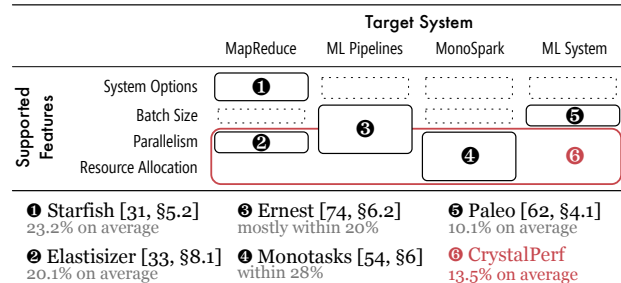 Target System
MapReduce ML Pipelines MonoSpark ML System
Supported
Features
System Options ❶
Batch Size ❺
❸
Parallelism ❷
❹ ❻
Resource Allocation
❶ Starfish [31, §5.2] ❸ Ernest [74, §6.2] ❺ Paleo [62, §4.1]
23.2% on average mostly within 20% 10.1% on average
❷ Elastisizer [33, §8.1] ❹ Monotasks [54, §6] ❻ CrystalPerf
20.1% on average within 28% 13.5% on average